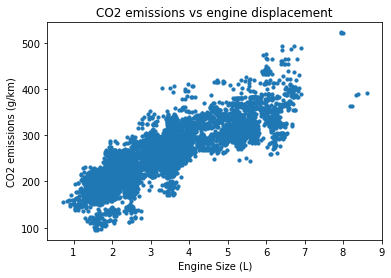 CO2 emissions vs engine displacement
500
400
300
200
100
CO2 emissions (g/km)
1 2 3 4 5 6 7 8 9
Engine Size (L)